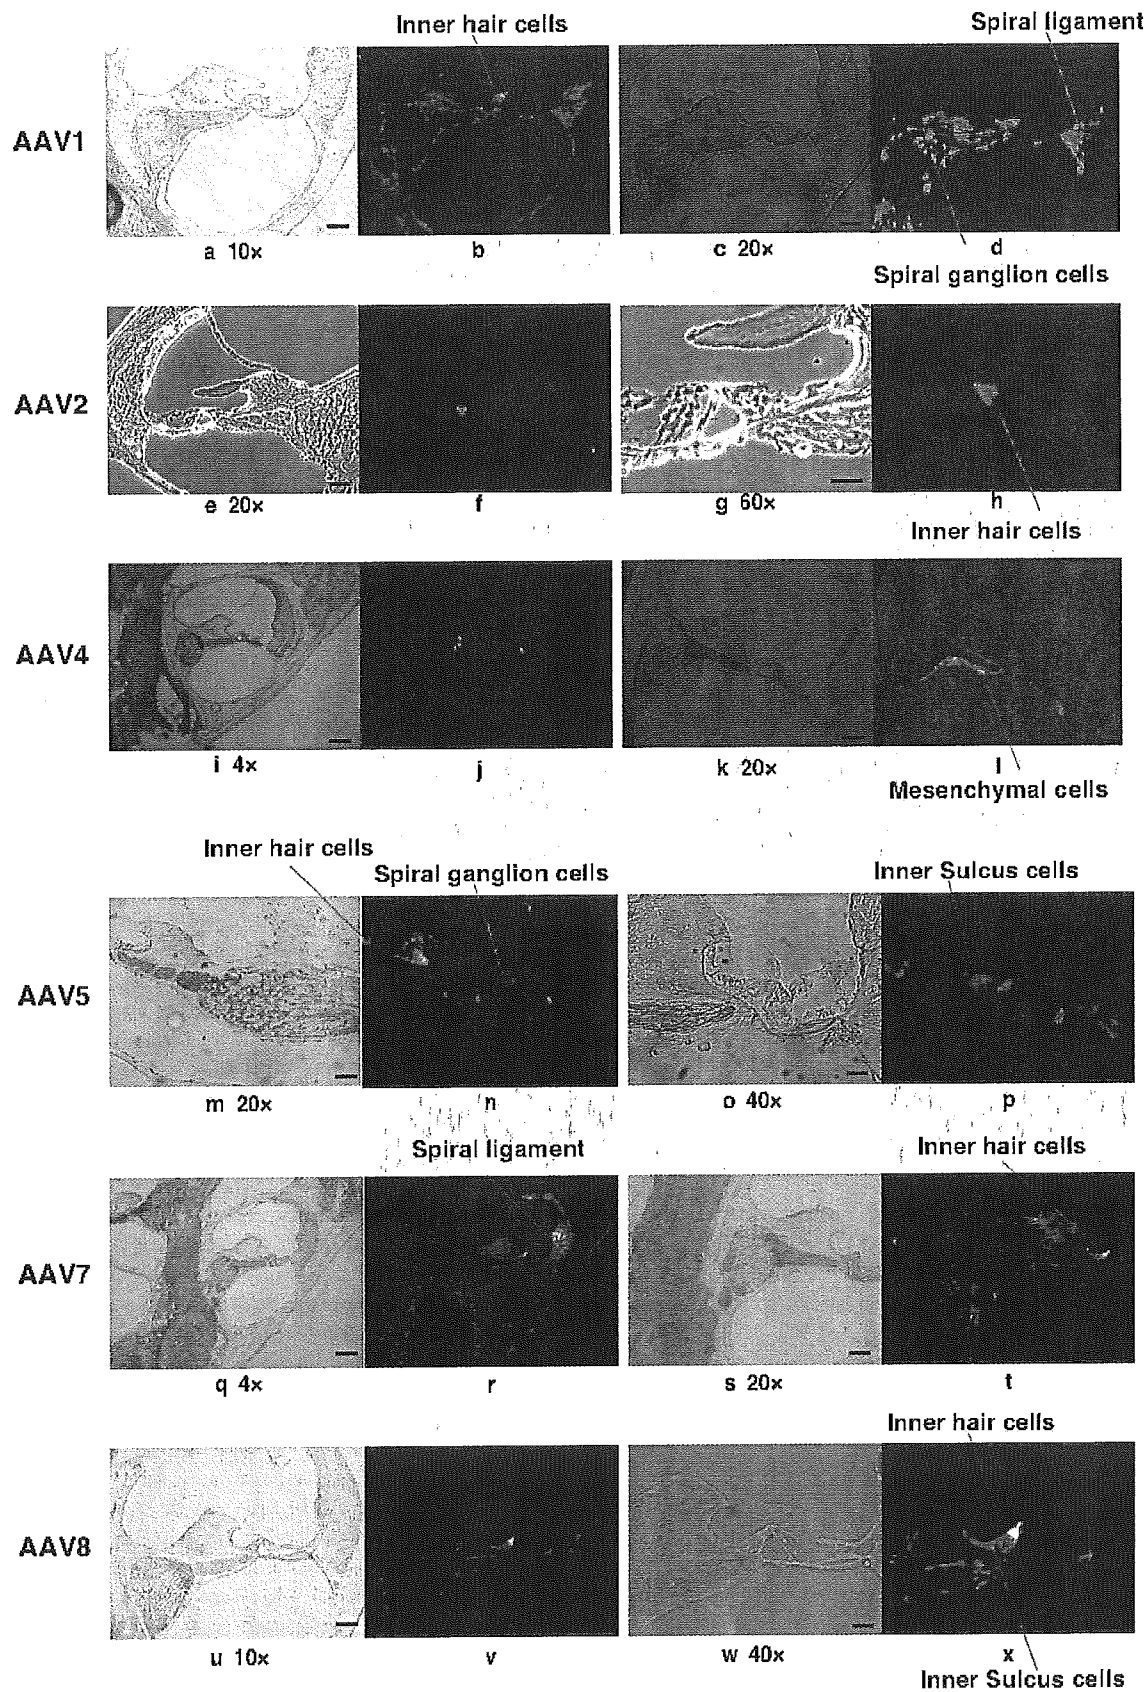 Inner hair cells
Spiral ligament
AAV1
a 10×
b
c 20×
d
Spiral ganglion cells
AAV2
e 20×
f
g 60×
h
Inner hair cells
AAV4
i 4×
j
k 20×
l
Mesenchymal cells
Inner hair cells
Spiral ganglion cells
Inner Sulcus cells
AAV5
m 20×
n
o 40×
p
Spiral ligament
Inner hair cells
AAV7
q 4×
r
s 20×
t
Inner hair cells
AAV8
u 10×
v
w 40×
x
Inner Sulcus cells